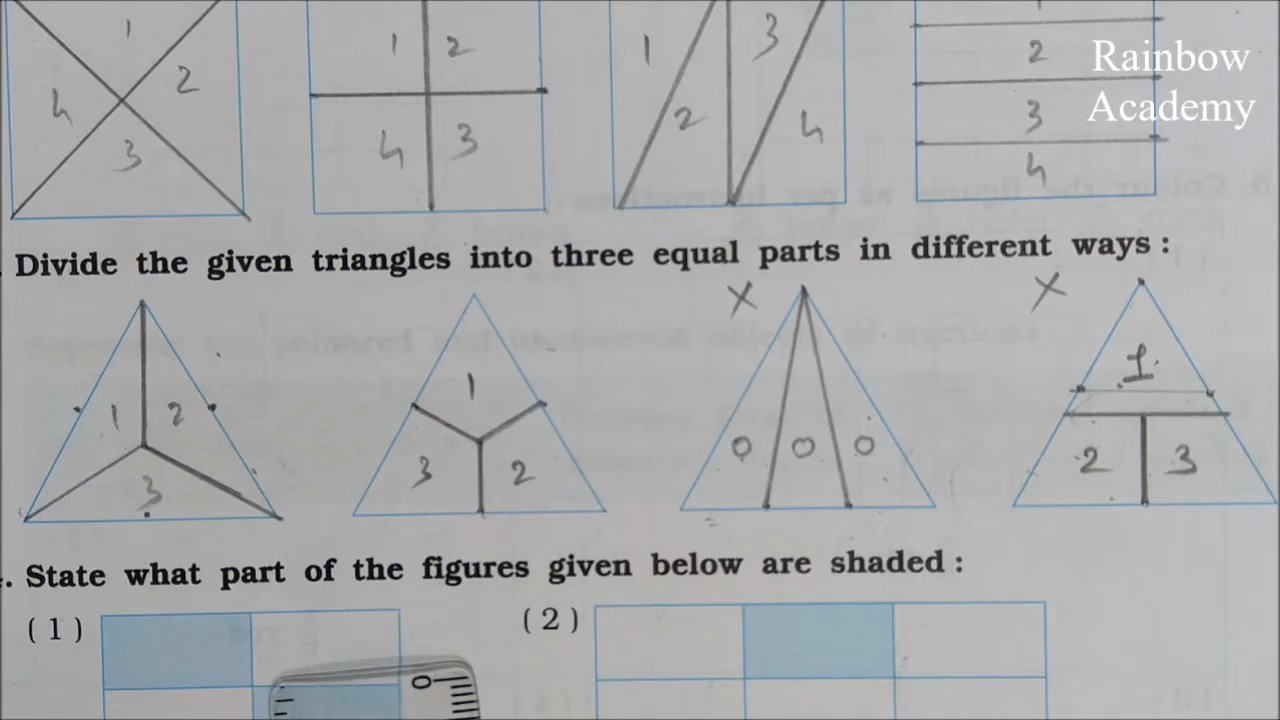 1
2
4
3
1 2
4 3
1 3
2 4
2
3
4
Rainbow
Academy
Divide the given triangles into three equal parts in different ways :
1 2
3
1
3 2
X
0 0 0
X
1
2 3
. State what part of the figures given below are shaded :
( 1 )
( 2 )
0